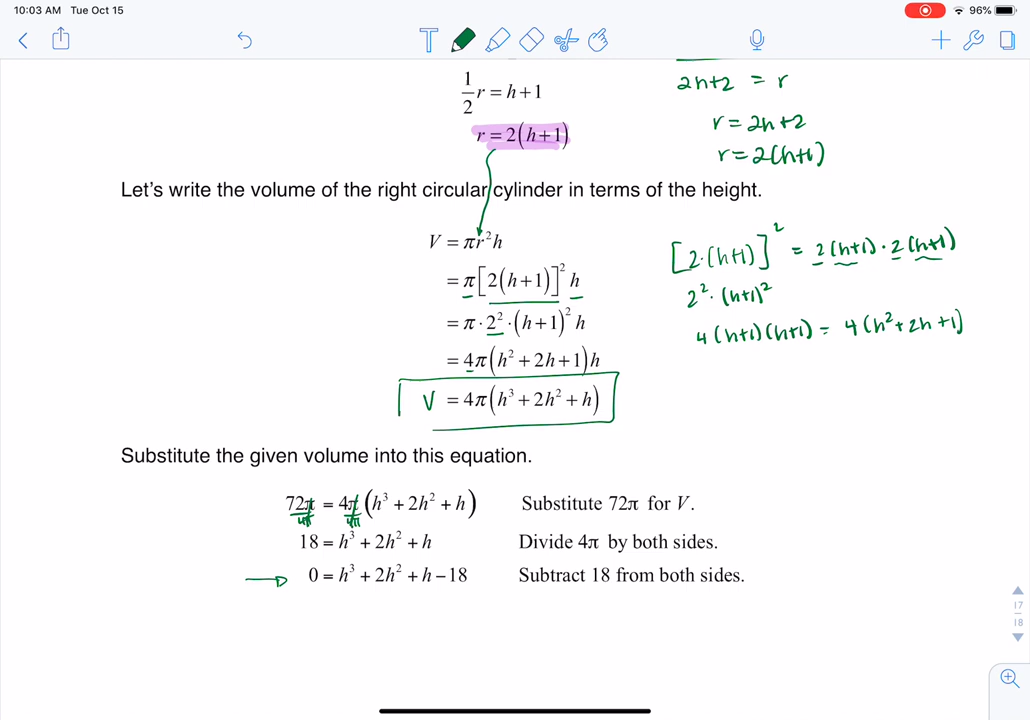 10:03 AM Tue Oct 15
96%
1/2 r = h + 1
r = 2(h+1)
2h+2 = r
r = 2h+2
r = 2(h+1)
Let's write the volume of the right circular cylinder in terms of the height.
V = πr²h
= π[2(h+1)]²h
= π · 2² · (h+1)²h
= 4π(h² + 2h + 1)h
V = 4π(h³ + 2h² + h)
[2·(h+1)]² = 2(h+1) · 2(h+1)
2² · (h+1)²
4(h+1)(h+1) = 4(h² + 2h + 1)
Substitute the given volume into this equation.
72π = 4π(h³ + 2h² + h) Substitute 72π for V.
4π 4π
18 = h³ + 2h² + h Divide 4π by both sides.
0 = h³ + 2h² + h − 18 Subtract 18 from both sides.
17
18